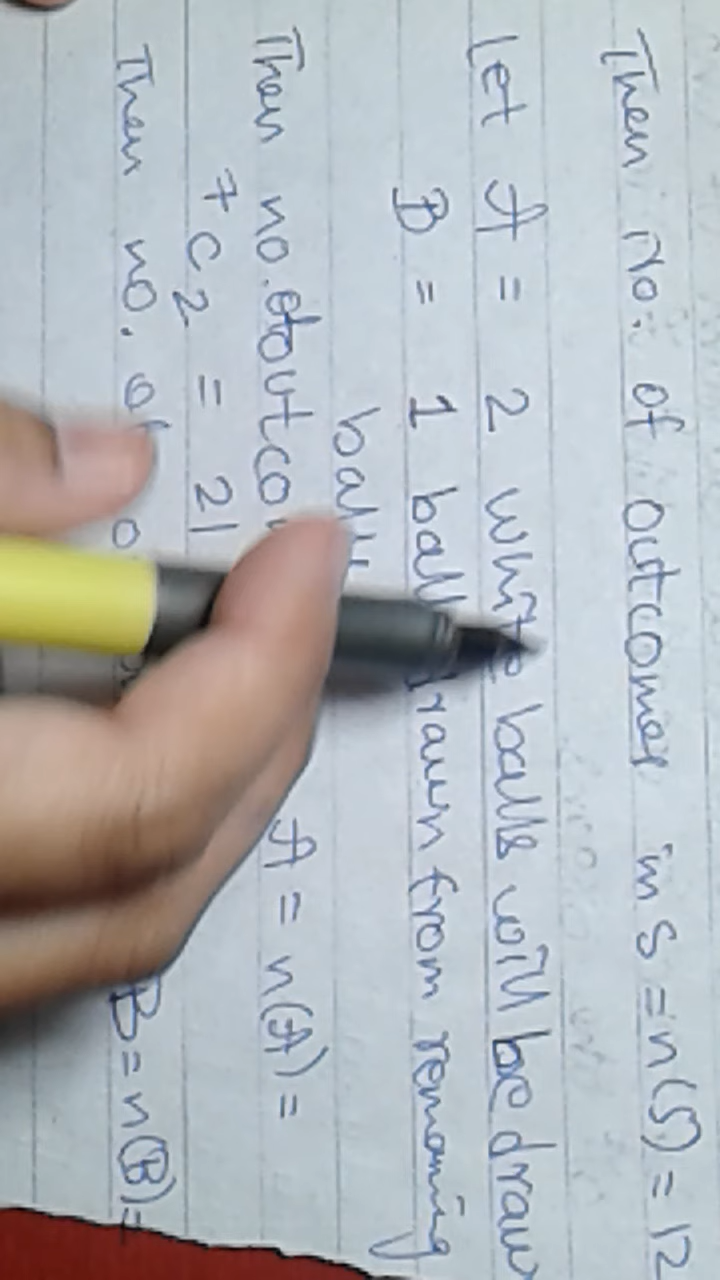 Then No. of outcomes in S = n(S) = 12
Let A = 2 white balls will be draw
B = 1 ball drawn from remaining
balls
Then no. of outco A = n(A) =
7C2 = 21
Then no. of B = n(B) =